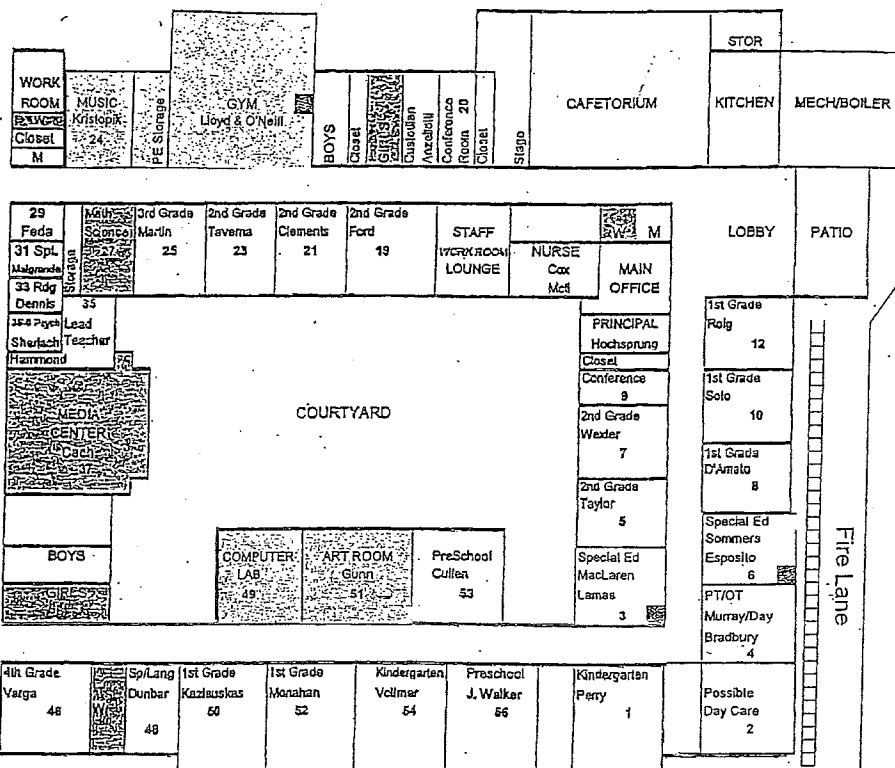 STOR
WORK
ROOM
Closet
M
MUSIC
Kristopik
24
PE Storage
GYM
Lloyd & O'Neill
BOYS
Closet
GIRLS
Custodian
Conference
Room 20
Closet
Stage
CAFETORIUM
KITCHEN
MECH/BOILER
29
Feda
31 Spl.
33 Rdg
Dennis
Sherlach
Hammond
Storage
35
Lead
Teacher
Math
Science
27
3rd Grade
Martin
25
2nd Grade
Taverna
23
2nd Grade
Clements
21
2nd Grade
Ford
19
STAFF
WORKROOM
LOUNGE
NURSE
Cox
M
MAIN
OFFICE
LOBBY
PATIO
PRINCIPAL
Hochsprung
Closet
Conference
9
2nd Grade
Wexler
7
2nd Grade
Taylor
5
Special Ed
MacLaren
Lamas
3
1st Grade
Roig
12
1st Grade
Soto
10
1st Grade
D'Amato
8
Special Ed
Sommers
Esposito
6
PT/OT
Murray/Day
Bradbury
4
Possible
Day Care
2
Fire Lane
COURTYARD
MEDIA
CENTER
37
BOYS
GIRLS
COMPUTER
LAB
49
ART ROOM
Gunn
51
PreSchool
Cullen
53
4th Grade
Varga
46
Sp/Lang
Dunbar
48
1st Grade
Kazlauskas
50
1st Grade
Monahan
52
Kindergarten
Vollmer
54
Preschool
J. Walker
56
Kindergarten
Perry
1